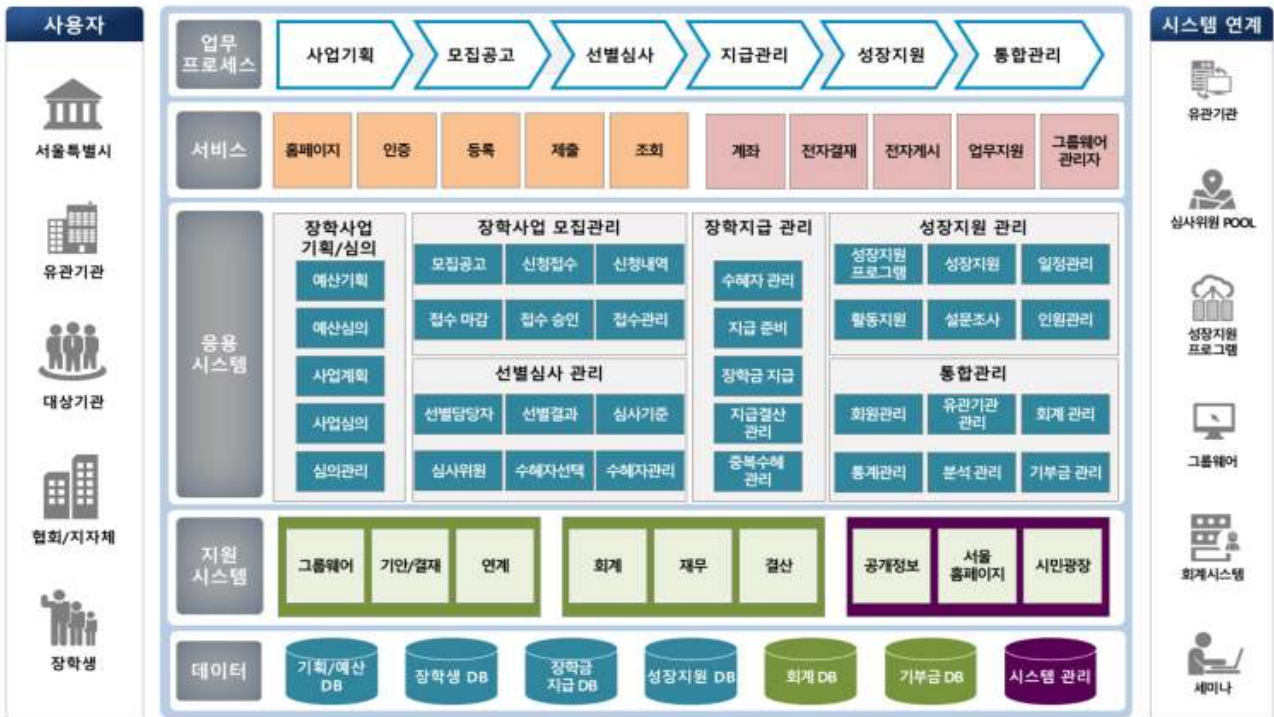 사용자
서울특별시
유관기관
대상기관
협회/지자체
장학생
업무
프로세스
사업기획
모집공고
선별심사
지급관리
성장지원
통합관리
서비스
홈페이지
인증
등록
제출
조회
계좌
전자결재
전자게시
업무지원
그룹웨어
관리자
응용
시스템
장학사업
기획/심의
예산기획
예산심의
사업계획
사업심의
심의관리
장학사업 모집관리
모집공고
신청접수
신청내역
접수 마감
접수 승인
접수관리
선별심사 관리
선별담당자
선별결과
심사기준
심사위원
수혜자선택
수혜자관리
장학지급 관리
수혜자 관리
지급 준비
장학금 지급
지급결산
관리
중복수혜
관리
성장지원 관리
성장지원
프로그램
성장지원
일정관리
활동지원
설문조사
인원관리
통합관리
회원관리
유관기관
관리
회계 관리
통계관리
분석 관리
기부금 관리
지원
시스템
그룹웨어
기안/결재
연계
회계
재무
결산
공개정보
서울
홈페이지
시민광장
데이터
기획/예산
DB
장학생 DB
장학금
지급 DB
성장지원 DB
회계 DB
기부금 DB
시스템 관리
시스템 연계
유관기관
심사위원 POOL
성장지원
프로그램
그룹웨어
회계시스템
세미나